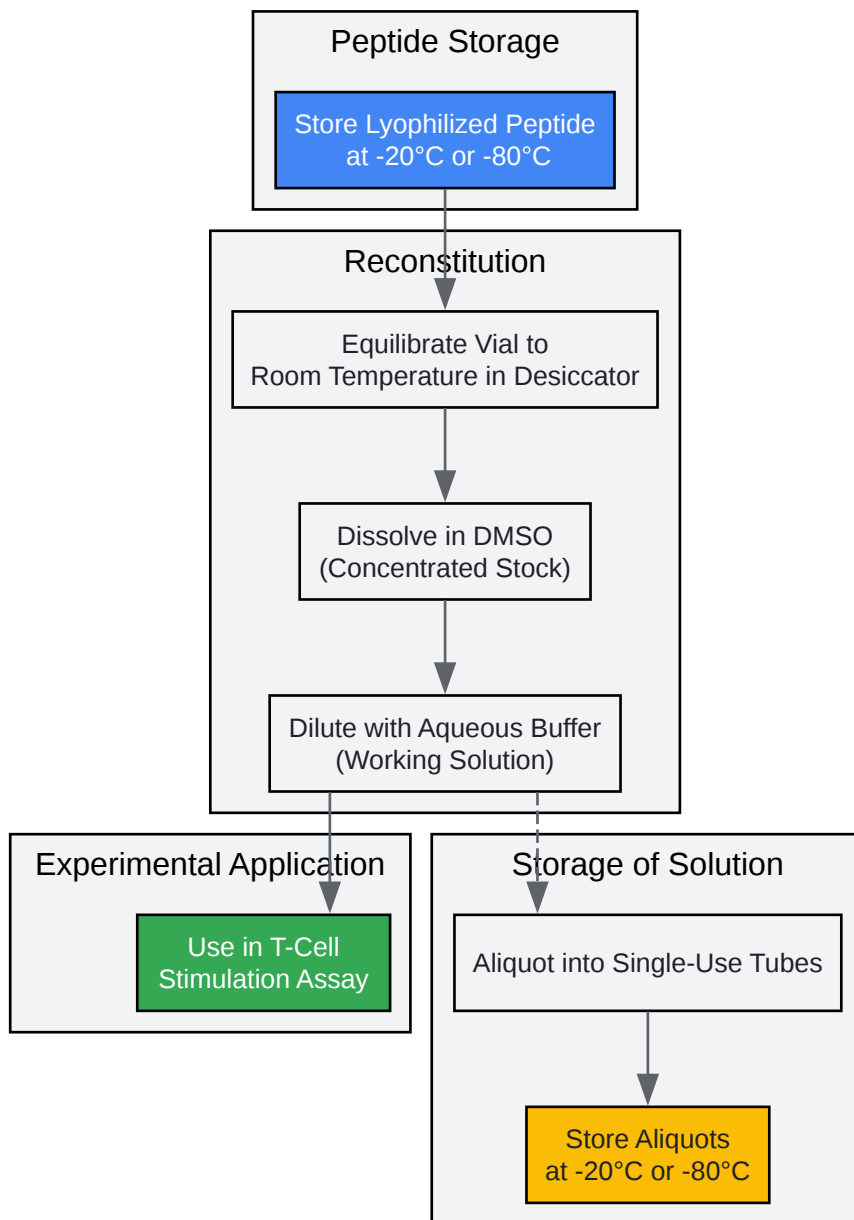 Peptide Storage
Store Lyophilized Peptide
at -20°C or -80°C
Reconstitution
Equilibrate Vial to
Room Temperature in Desiccator
Dissolve in DMSO
(Concentrated Stock)
Dilute with Aqueous Buffer
(Working Solution)
Experimental Application
Use in T-Cell
Stimulation Assay
Storage of Solution
Aliquot into Single-Use Tubes
Store Aliquots
at -20°C or -80°C